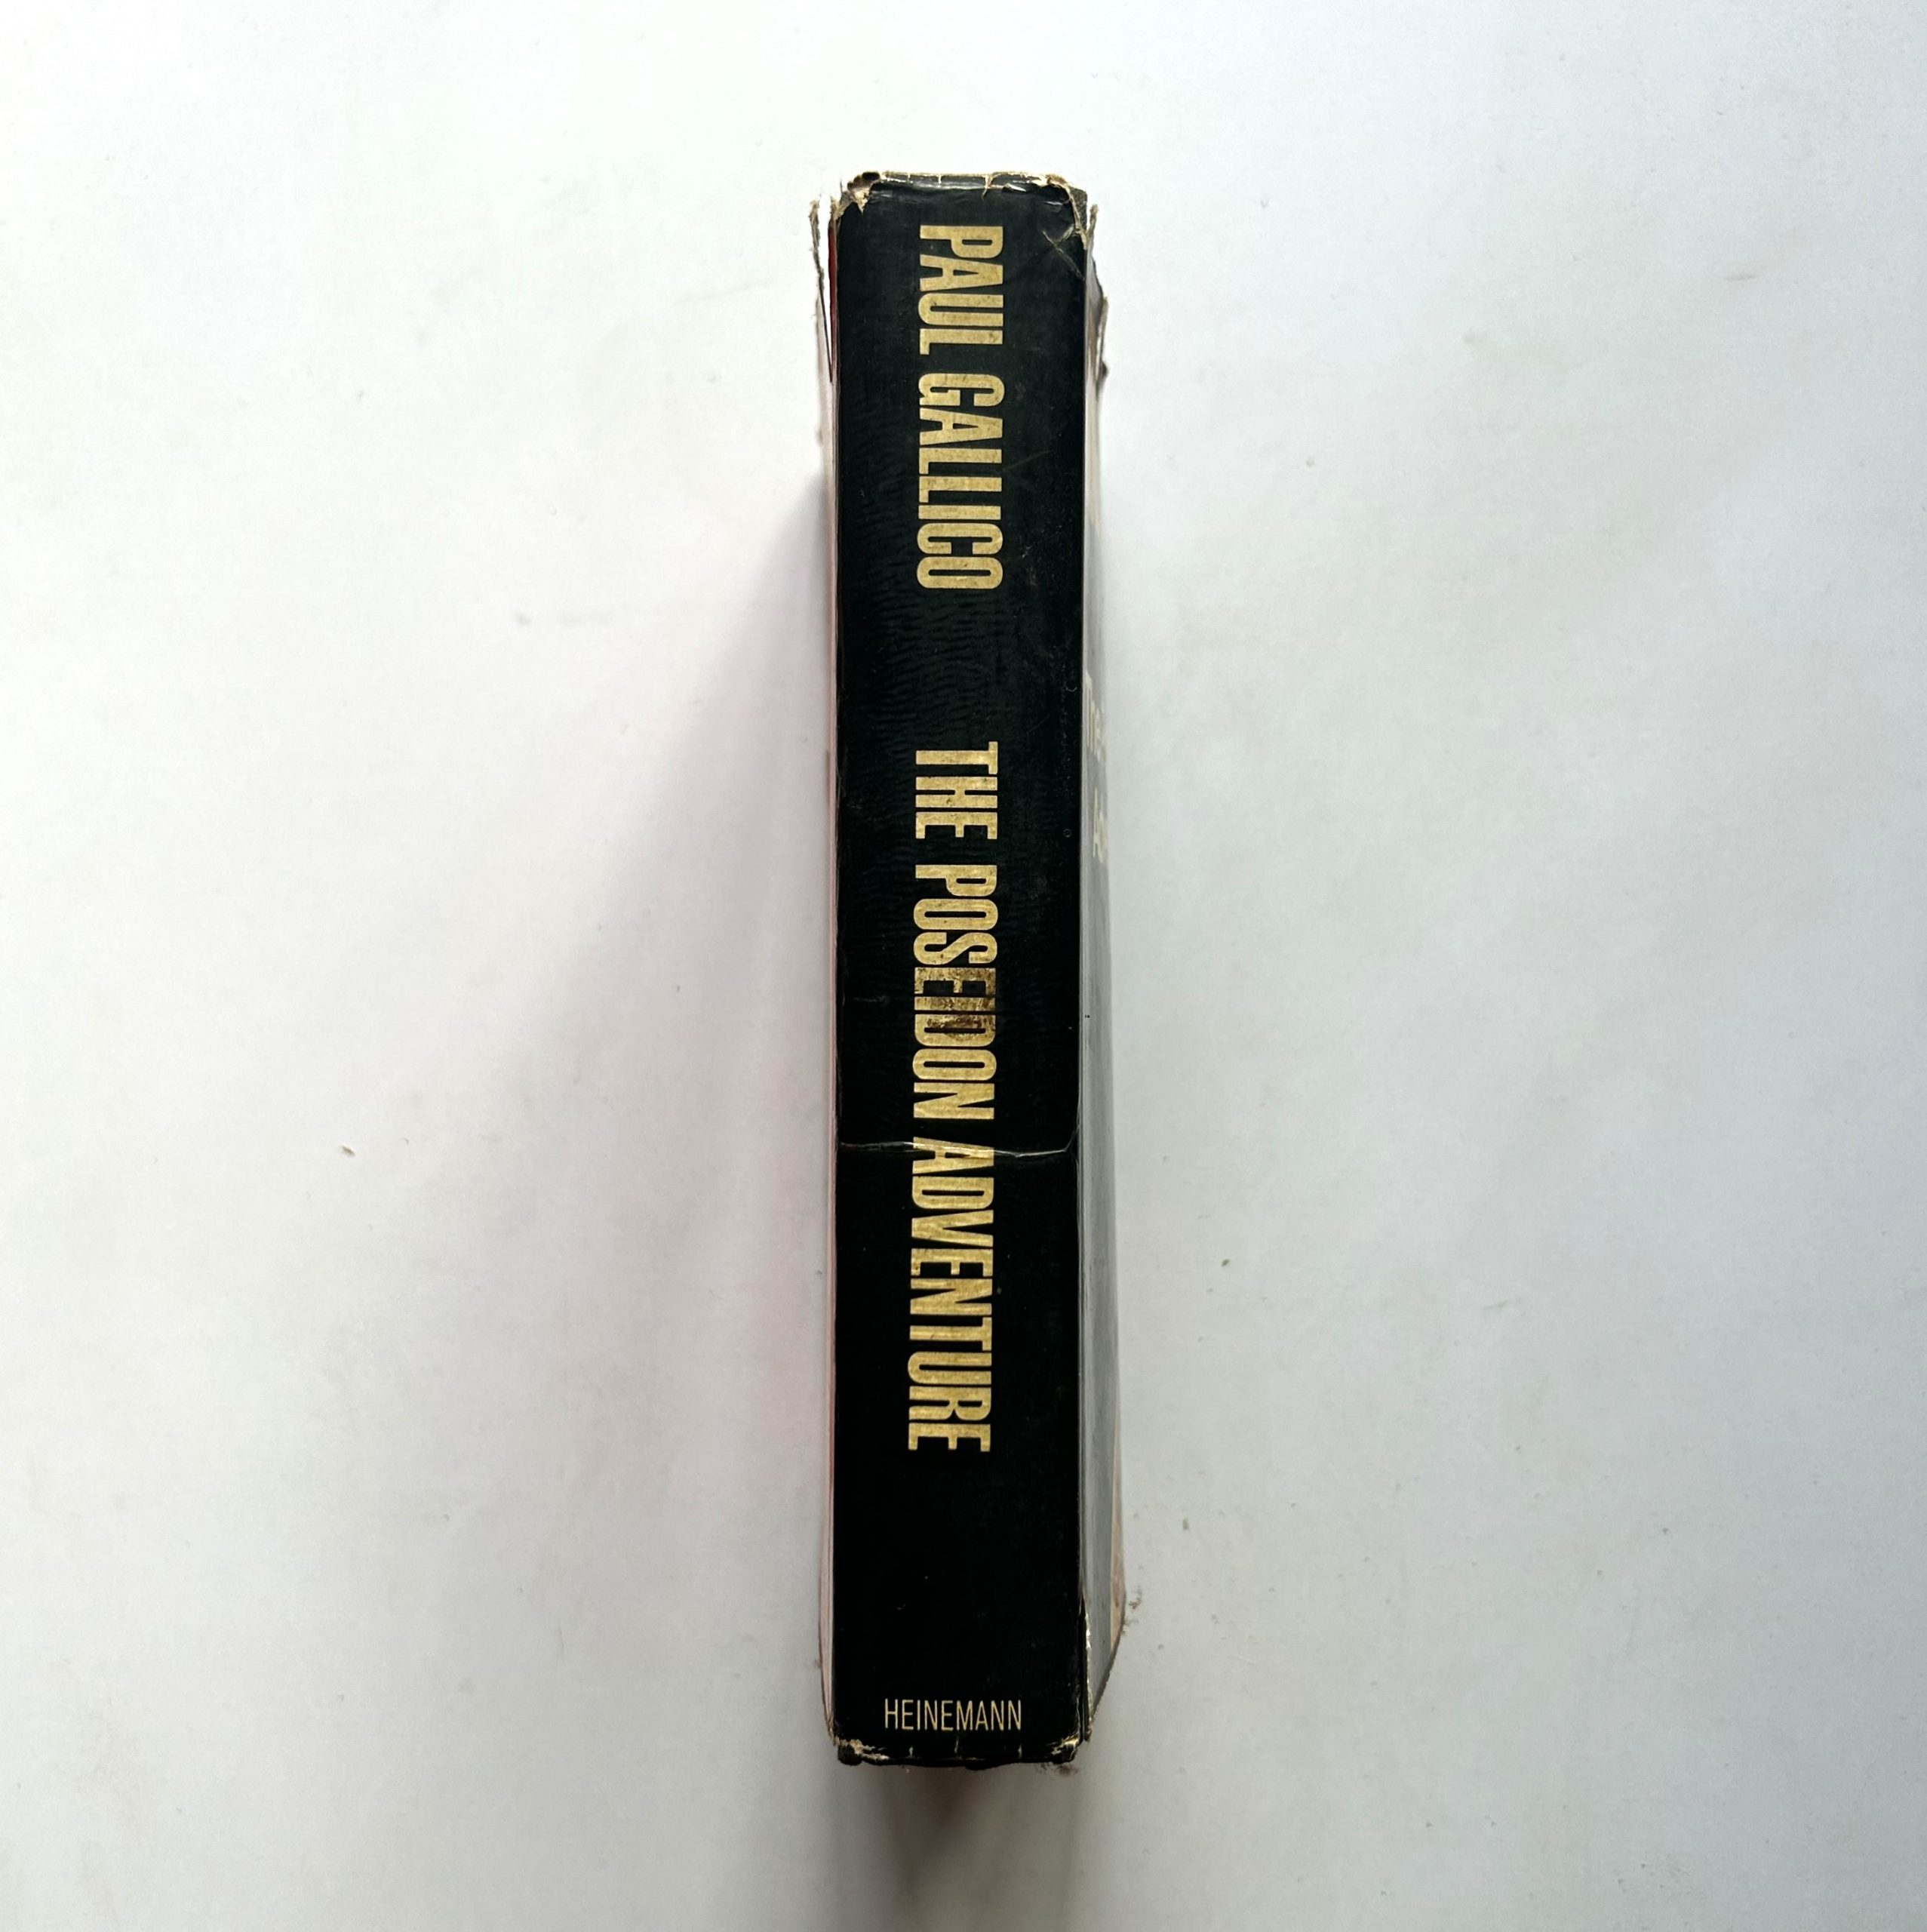 PAUL GALLICO
THE POSEIDON ADVENTURE
HEINEMANN